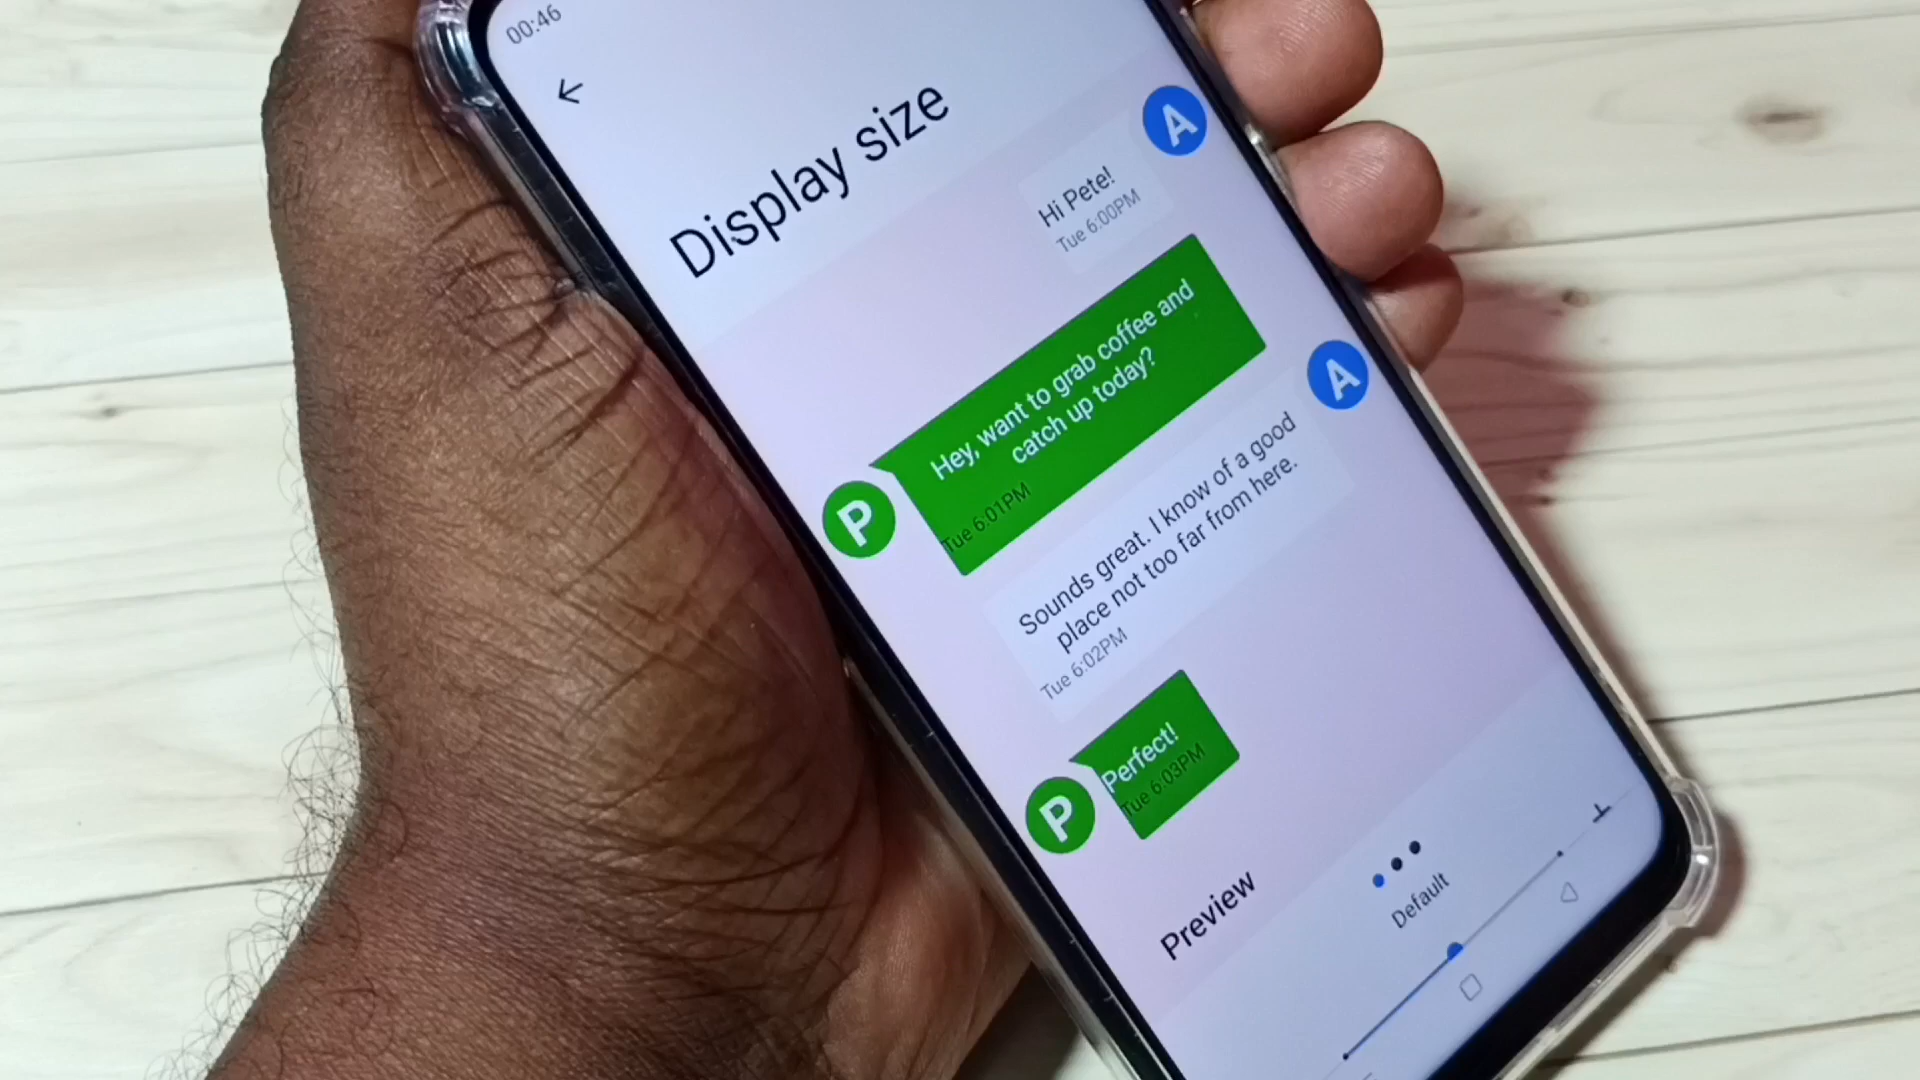 00:46
Display size
A
Hi Pete!
Tue 6:00PM
Hey, want to grab coffee and
catch up today?
P
Tue 6:01PM
A
Sounds great. I know of a good
place not too far from here.
Tue 6:02PM
Perfect!
P
Tue 6:03PM
Preview
Default